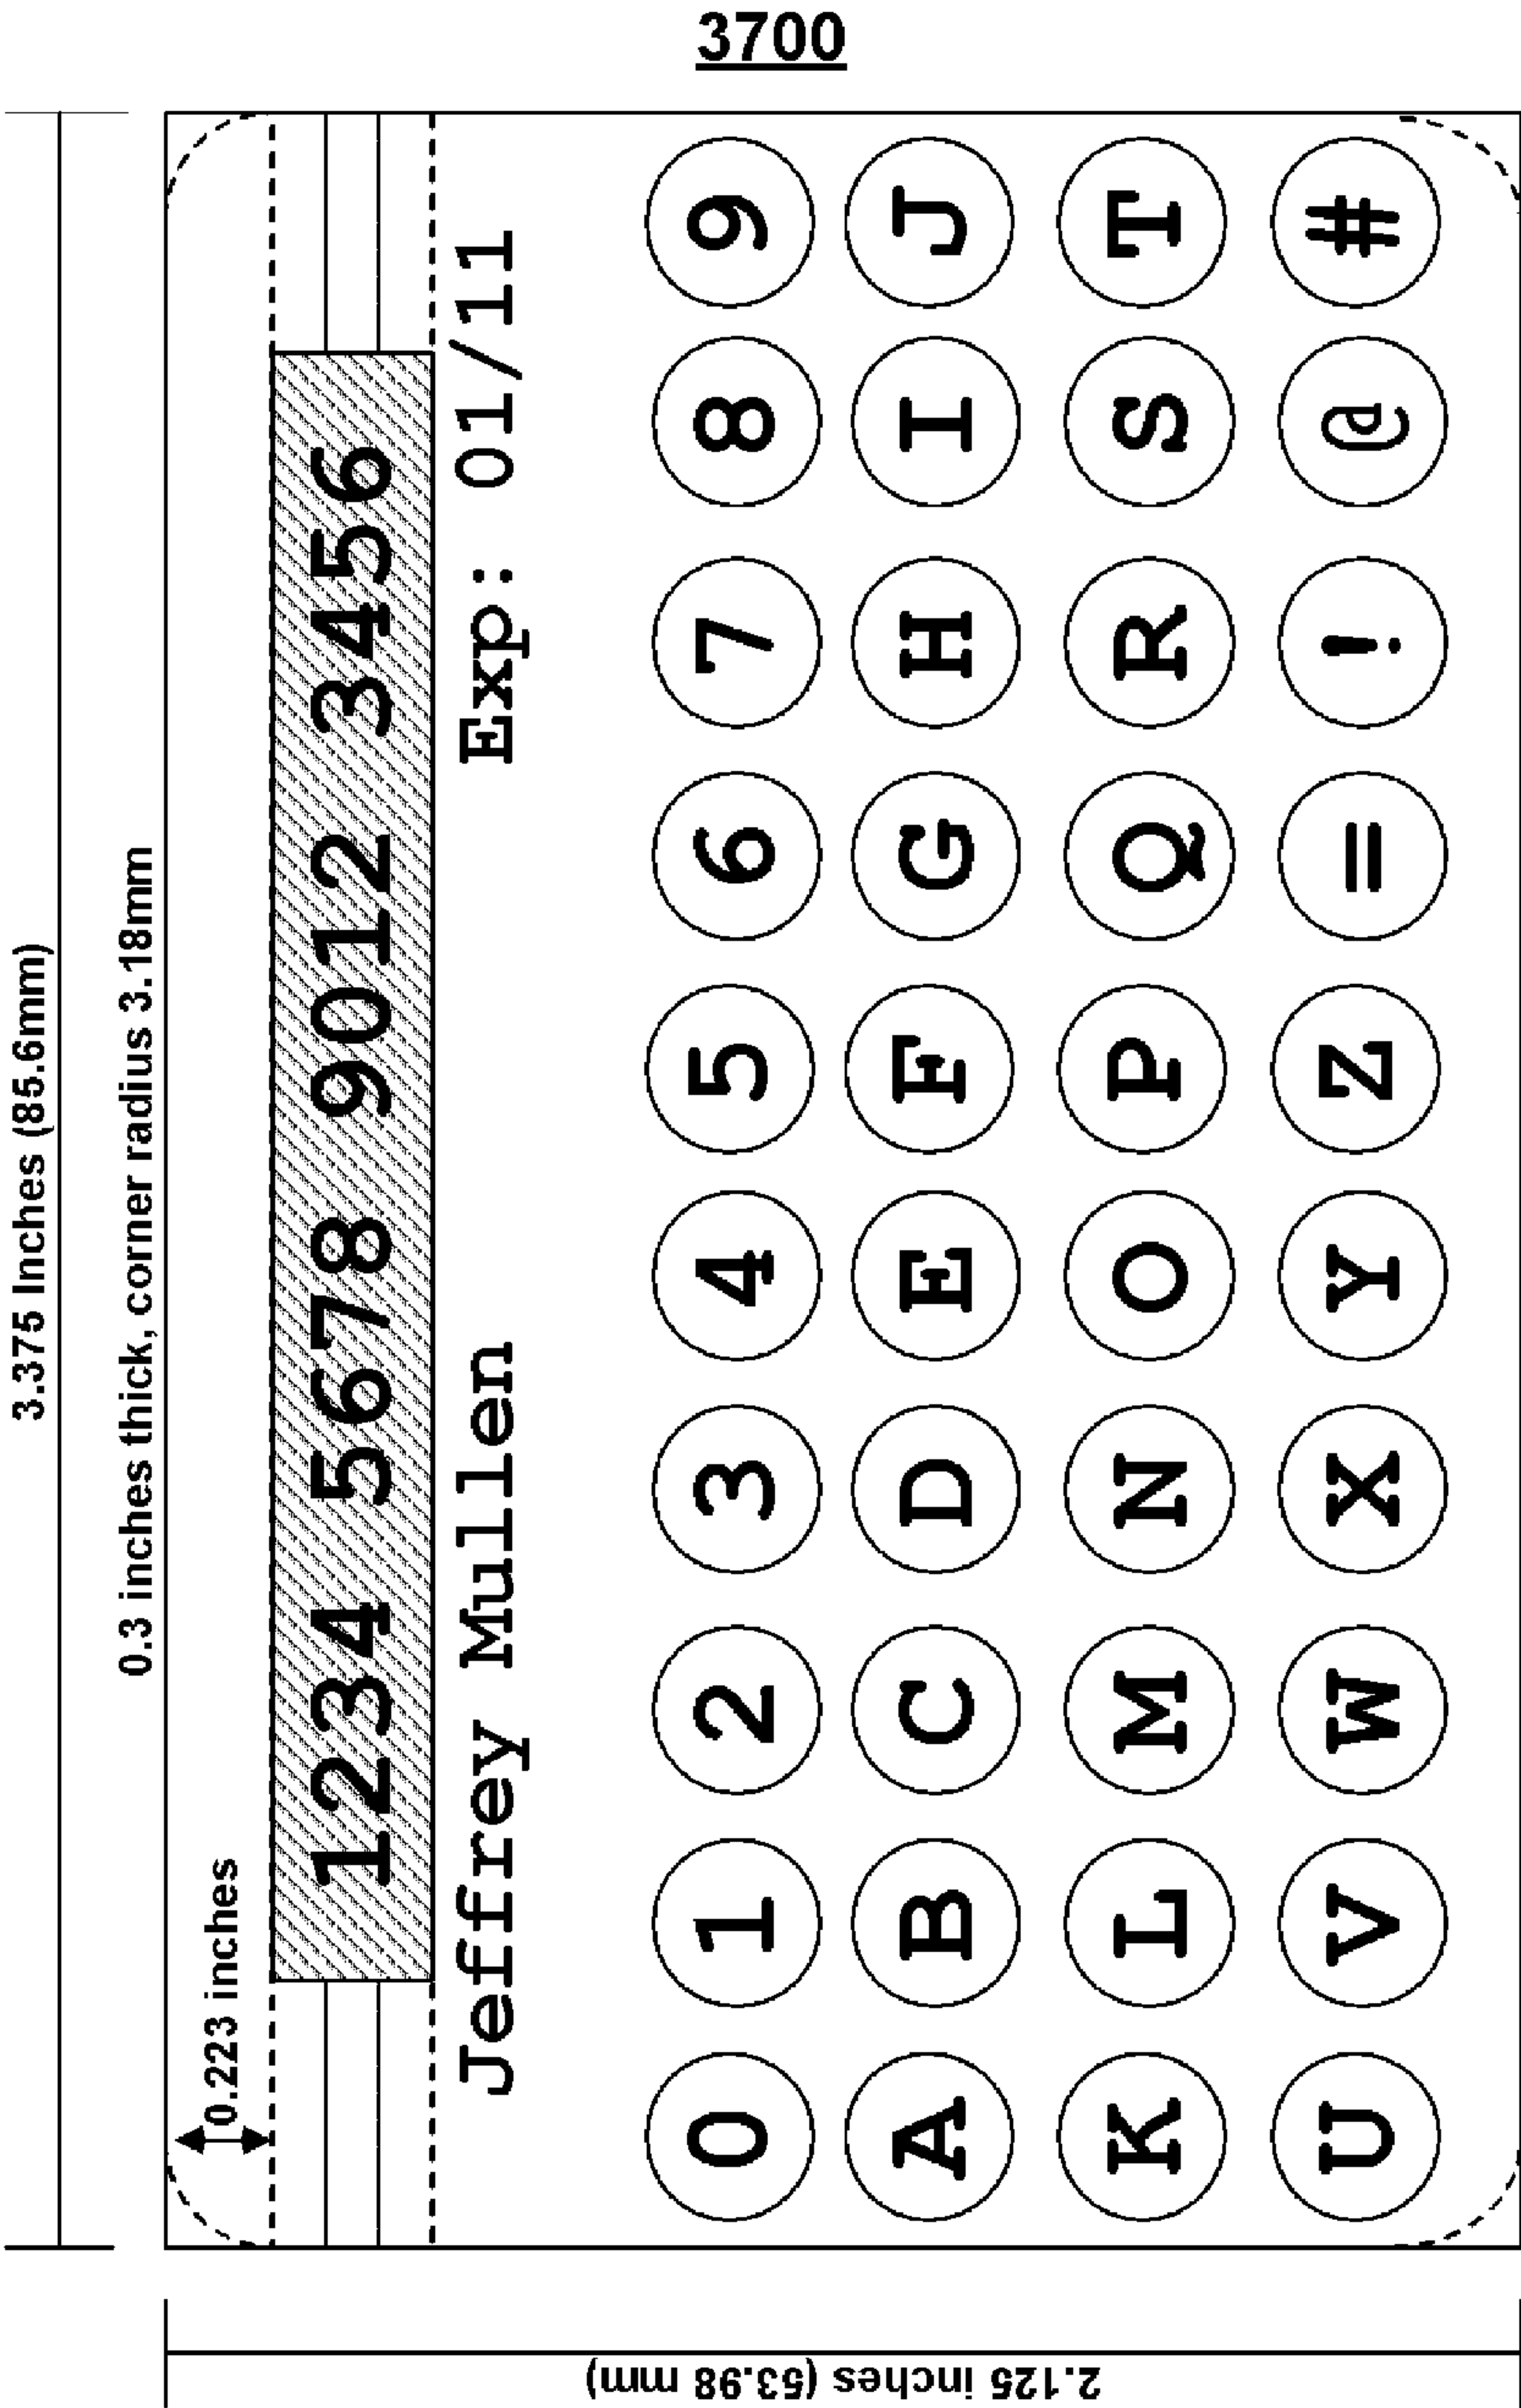 3700
3.375 Inches (85.6mm)
0.3 inches thick, corner radius 3.18mm
0.223 inches
1234 5678 9012 3456
Jeffrey Mullen Exp: 01/11
0 1 2 3 4 5 6 7 8 9
A B C D E F G H I J
K L M N O P Q R S T
U V W X Y Z = ! @ #
2.125 inches (53.98 mm)